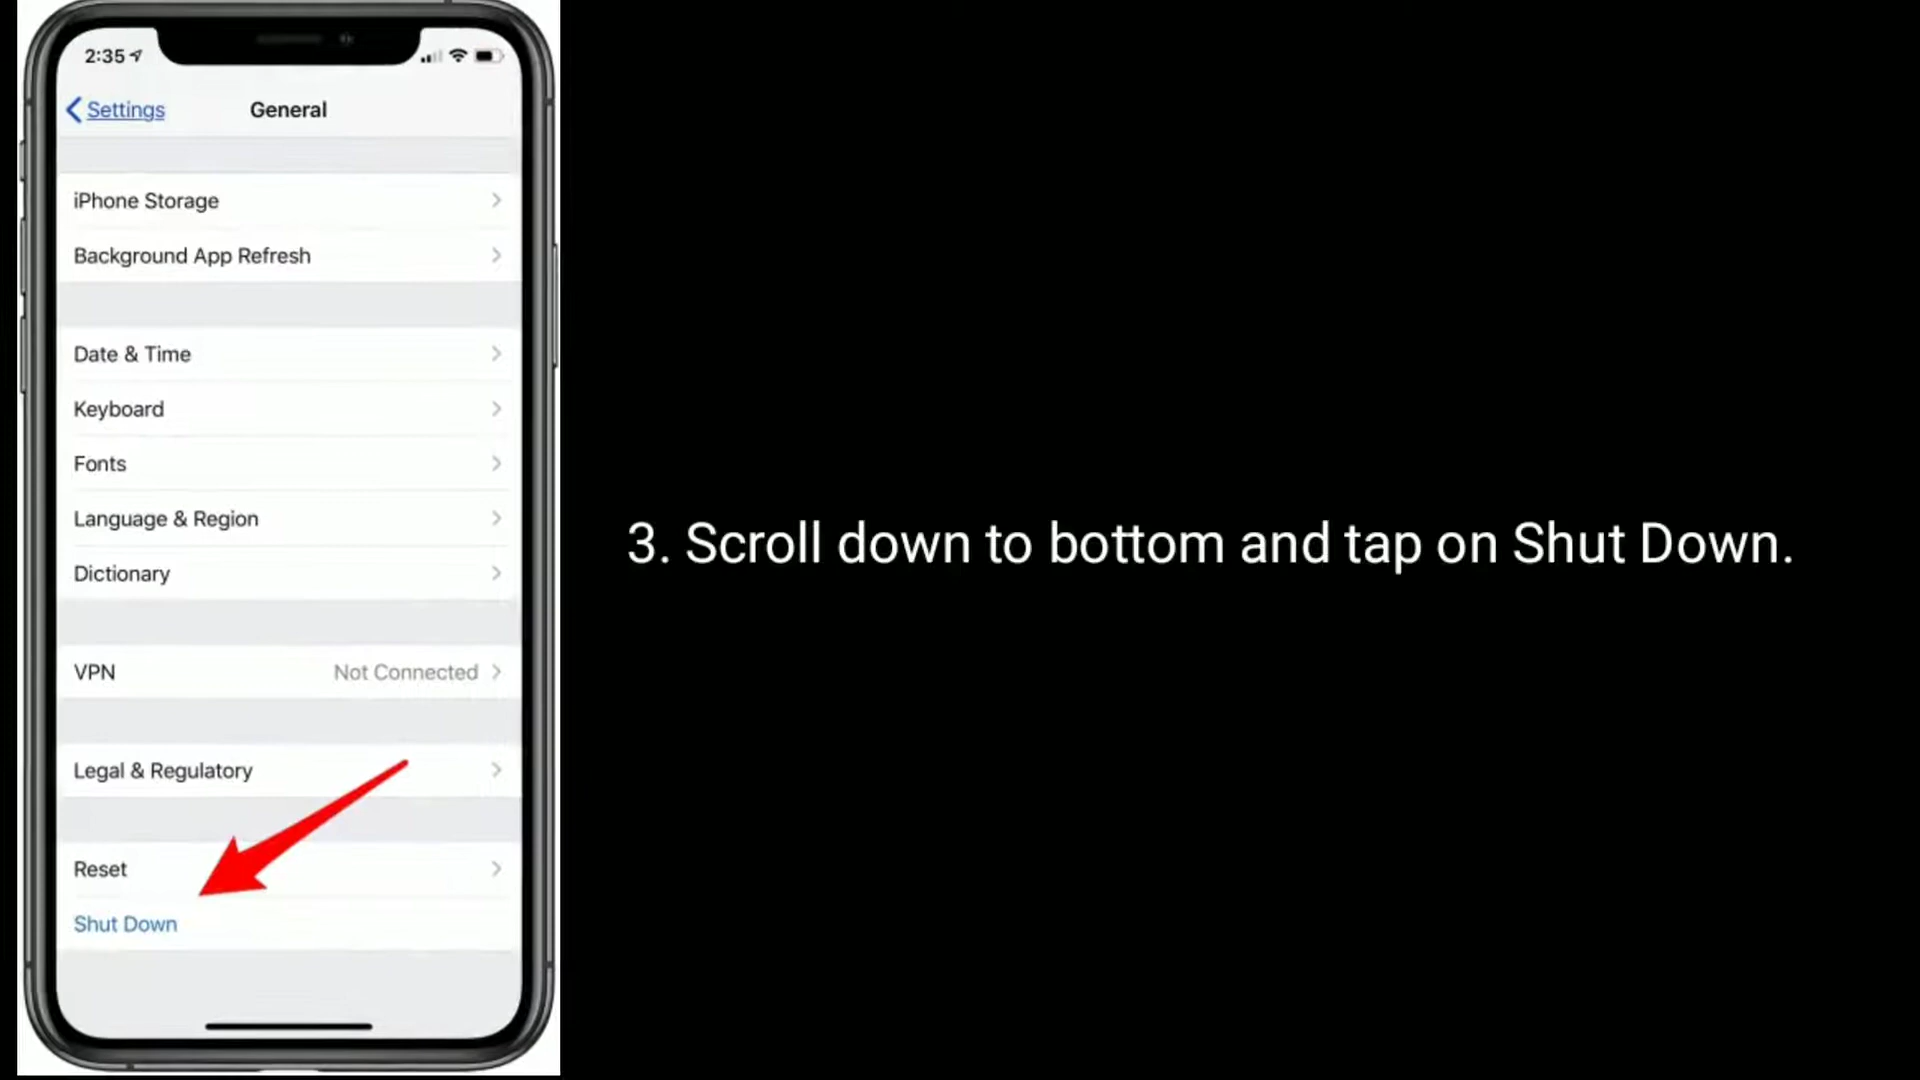 2:35
Settings
General
iPhone Storage
Background App Refresh
Date & Time
Keyboard
Fonts
Language & Region
Dictionary
VPN Not Connected
Legal & Regulatory
Reset
Shut Down
3. Scroll down to bottom and tap on Shut Down.